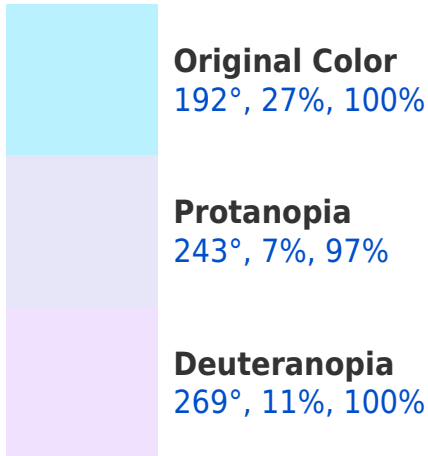 Original Color
192°, 27%, 100%
Protanopia
243°, 7%, 97%
Deuteranopia
269°, 11%, 100%